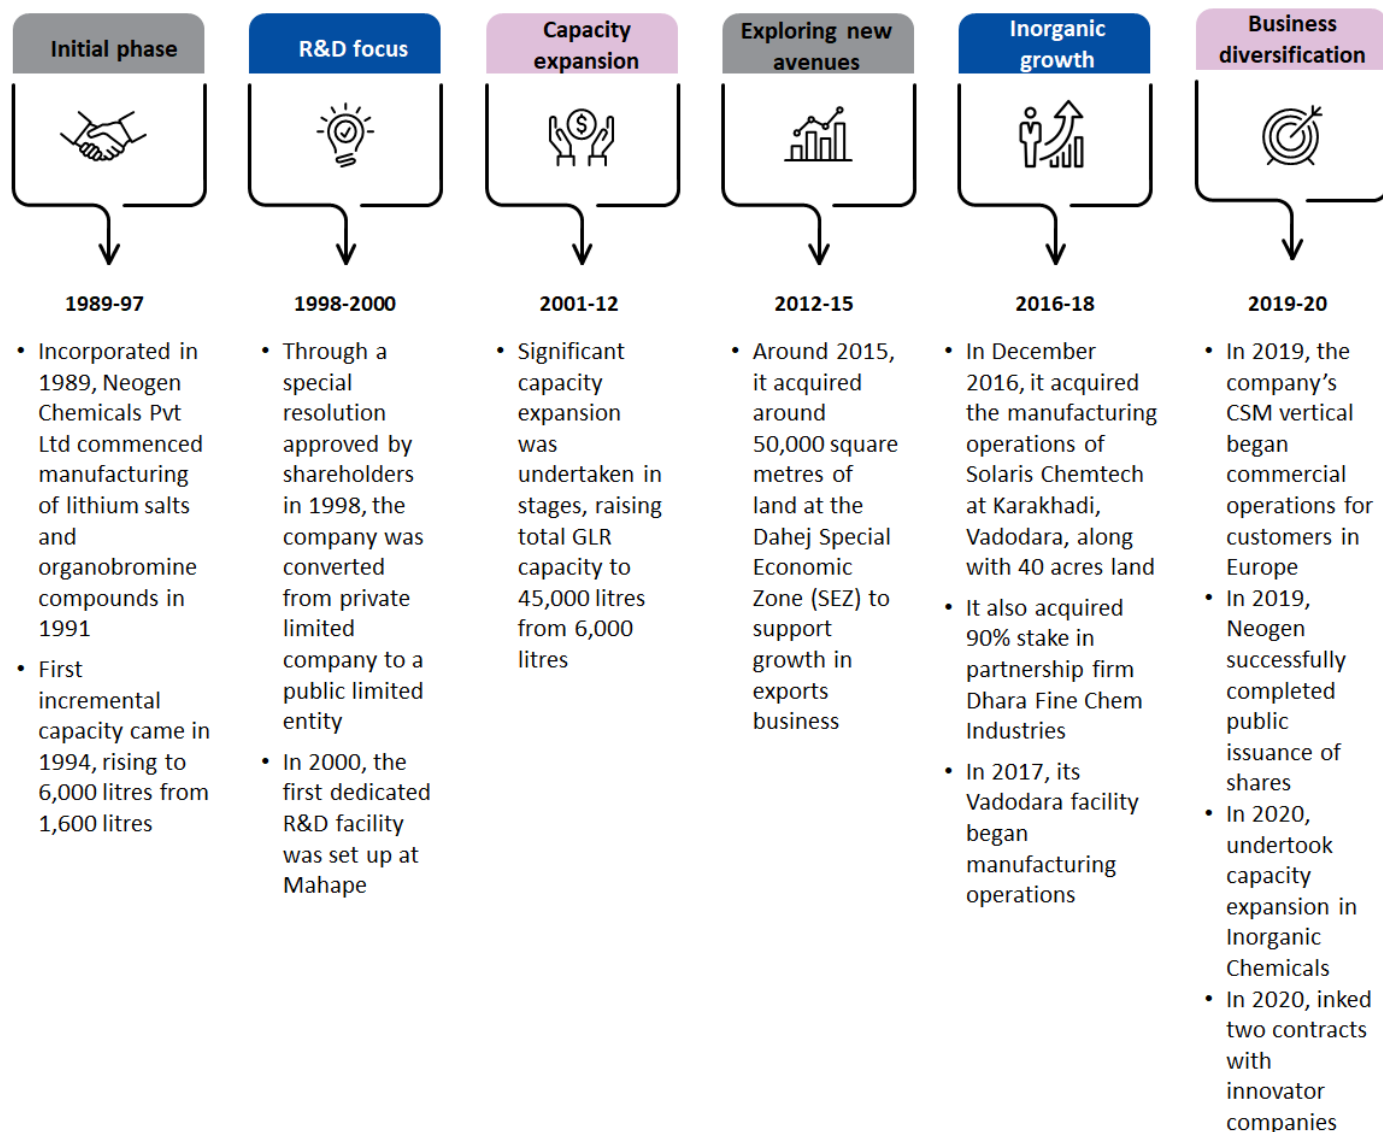 Initial phase
1989-97
• Incorporated in
1989, Neogen
Chemicals Pvt
Ltd commenced
manufacturing
of lithium salts
and
organobromine
compounds in
1991
• First
incremental
capacity came in
1994, rising to
6,000 litres from
1,600 litres
R&D focus
1998-2000
• Through a
special
resolution
approved by
shareholders
in 1998, the
company was
converted
from private
limited
company to a
public limited
entity
• In 2000, the
first dedicated
R&D facility
was set up at
Mahape
Capacity
expansion
$
2001-12
• Significant
capacity
expansion
was
undertaken in
stages, raising
total GLR
capacity to
45,000 litres
from 6,000
litres
Exploring new
avenues
2012-15
• Around 2015,
it acquired
around
50,000 square
metres of
land at the
Dahej Special
Economic
Zone (SEZ) to
support
growth in
exports
business
Inorganic
growth
2016-18
• In December
2016, it acquired
the manufacturing
operations of
Solaris Chemtech
at Karakhadi,
Vadodara, along
with 40 acres land
• It also acquired
90% stake in
partnership firm
Dhara Fine Chem
Industries
• In 2017, its
Vadodara facility
began
manufacturing
operations
Business
diversification
2019-20
• In 2019, the
company’s
CSM vertical
began
commercial
operations for
customers in
Europe
• In 2019,
Neogen
successfully
completed
public
issuance of
shares
• In 2020,
undertook
capacity
expansion in
Inorganic
Chemicals
• In 2020, inked
two contracts
with
innovator
companies